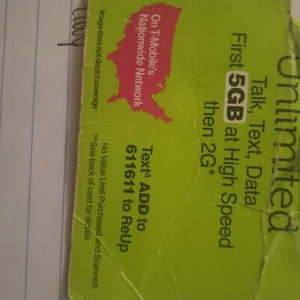 Unlimited
Talk, Text, Data
First 5GB at High Speed
then 2G*
On T-Mobile's
Nationwide Network
Image does not depict coverage
Text◊ ADD to
611611 to ReUp
No Value Until Purchased and Scanned
See back of card for details